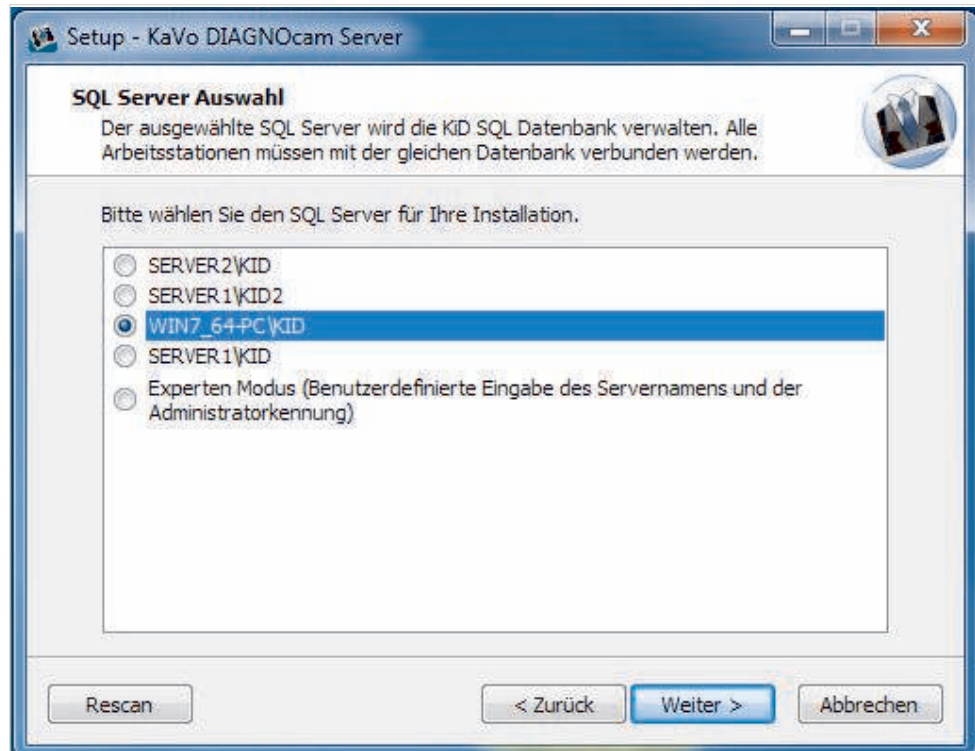 Setup - KaVo DIAGNOcam Server
SQL Server Auswahl
Der ausgewählte SQL Server wird die KiD SQL Datenbank verwalten. Alle
Arbeitsstationen müssen mit der gleichen Datenbank verbunden werden.
Bitte wählen Sie den SQL Server für Ihre Installation.
SERVER2\KID
SERVER1\KID2
WIN7_64-PC\KID
SERVER1\KID
Experten Modus (Benutzerdefinierte Eingabe des Servernamens und der
Administratorkennung)
Rescan
< Zurück
Weiter >
Abbrechen